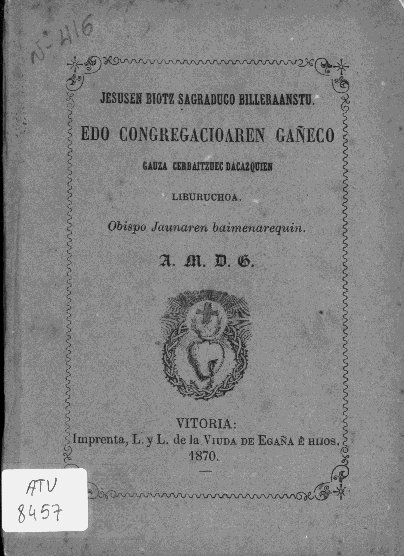 Nº 416
JESUSEN BIOTZ SAGRADUCO BILLERAANSTU.
EDO CONGREGACIOAREN GAÑECO
GAUZA CERBAITZUEC DACAZQUIEN
LIBURUCHOA.
Obispo Jaunaren baimenarequin.
A. M. D. G.
VITORIA:
Imprenta, L. y L. de la VIUDA DE EGAÑA É HIJOS.
1870.
ATV
8457